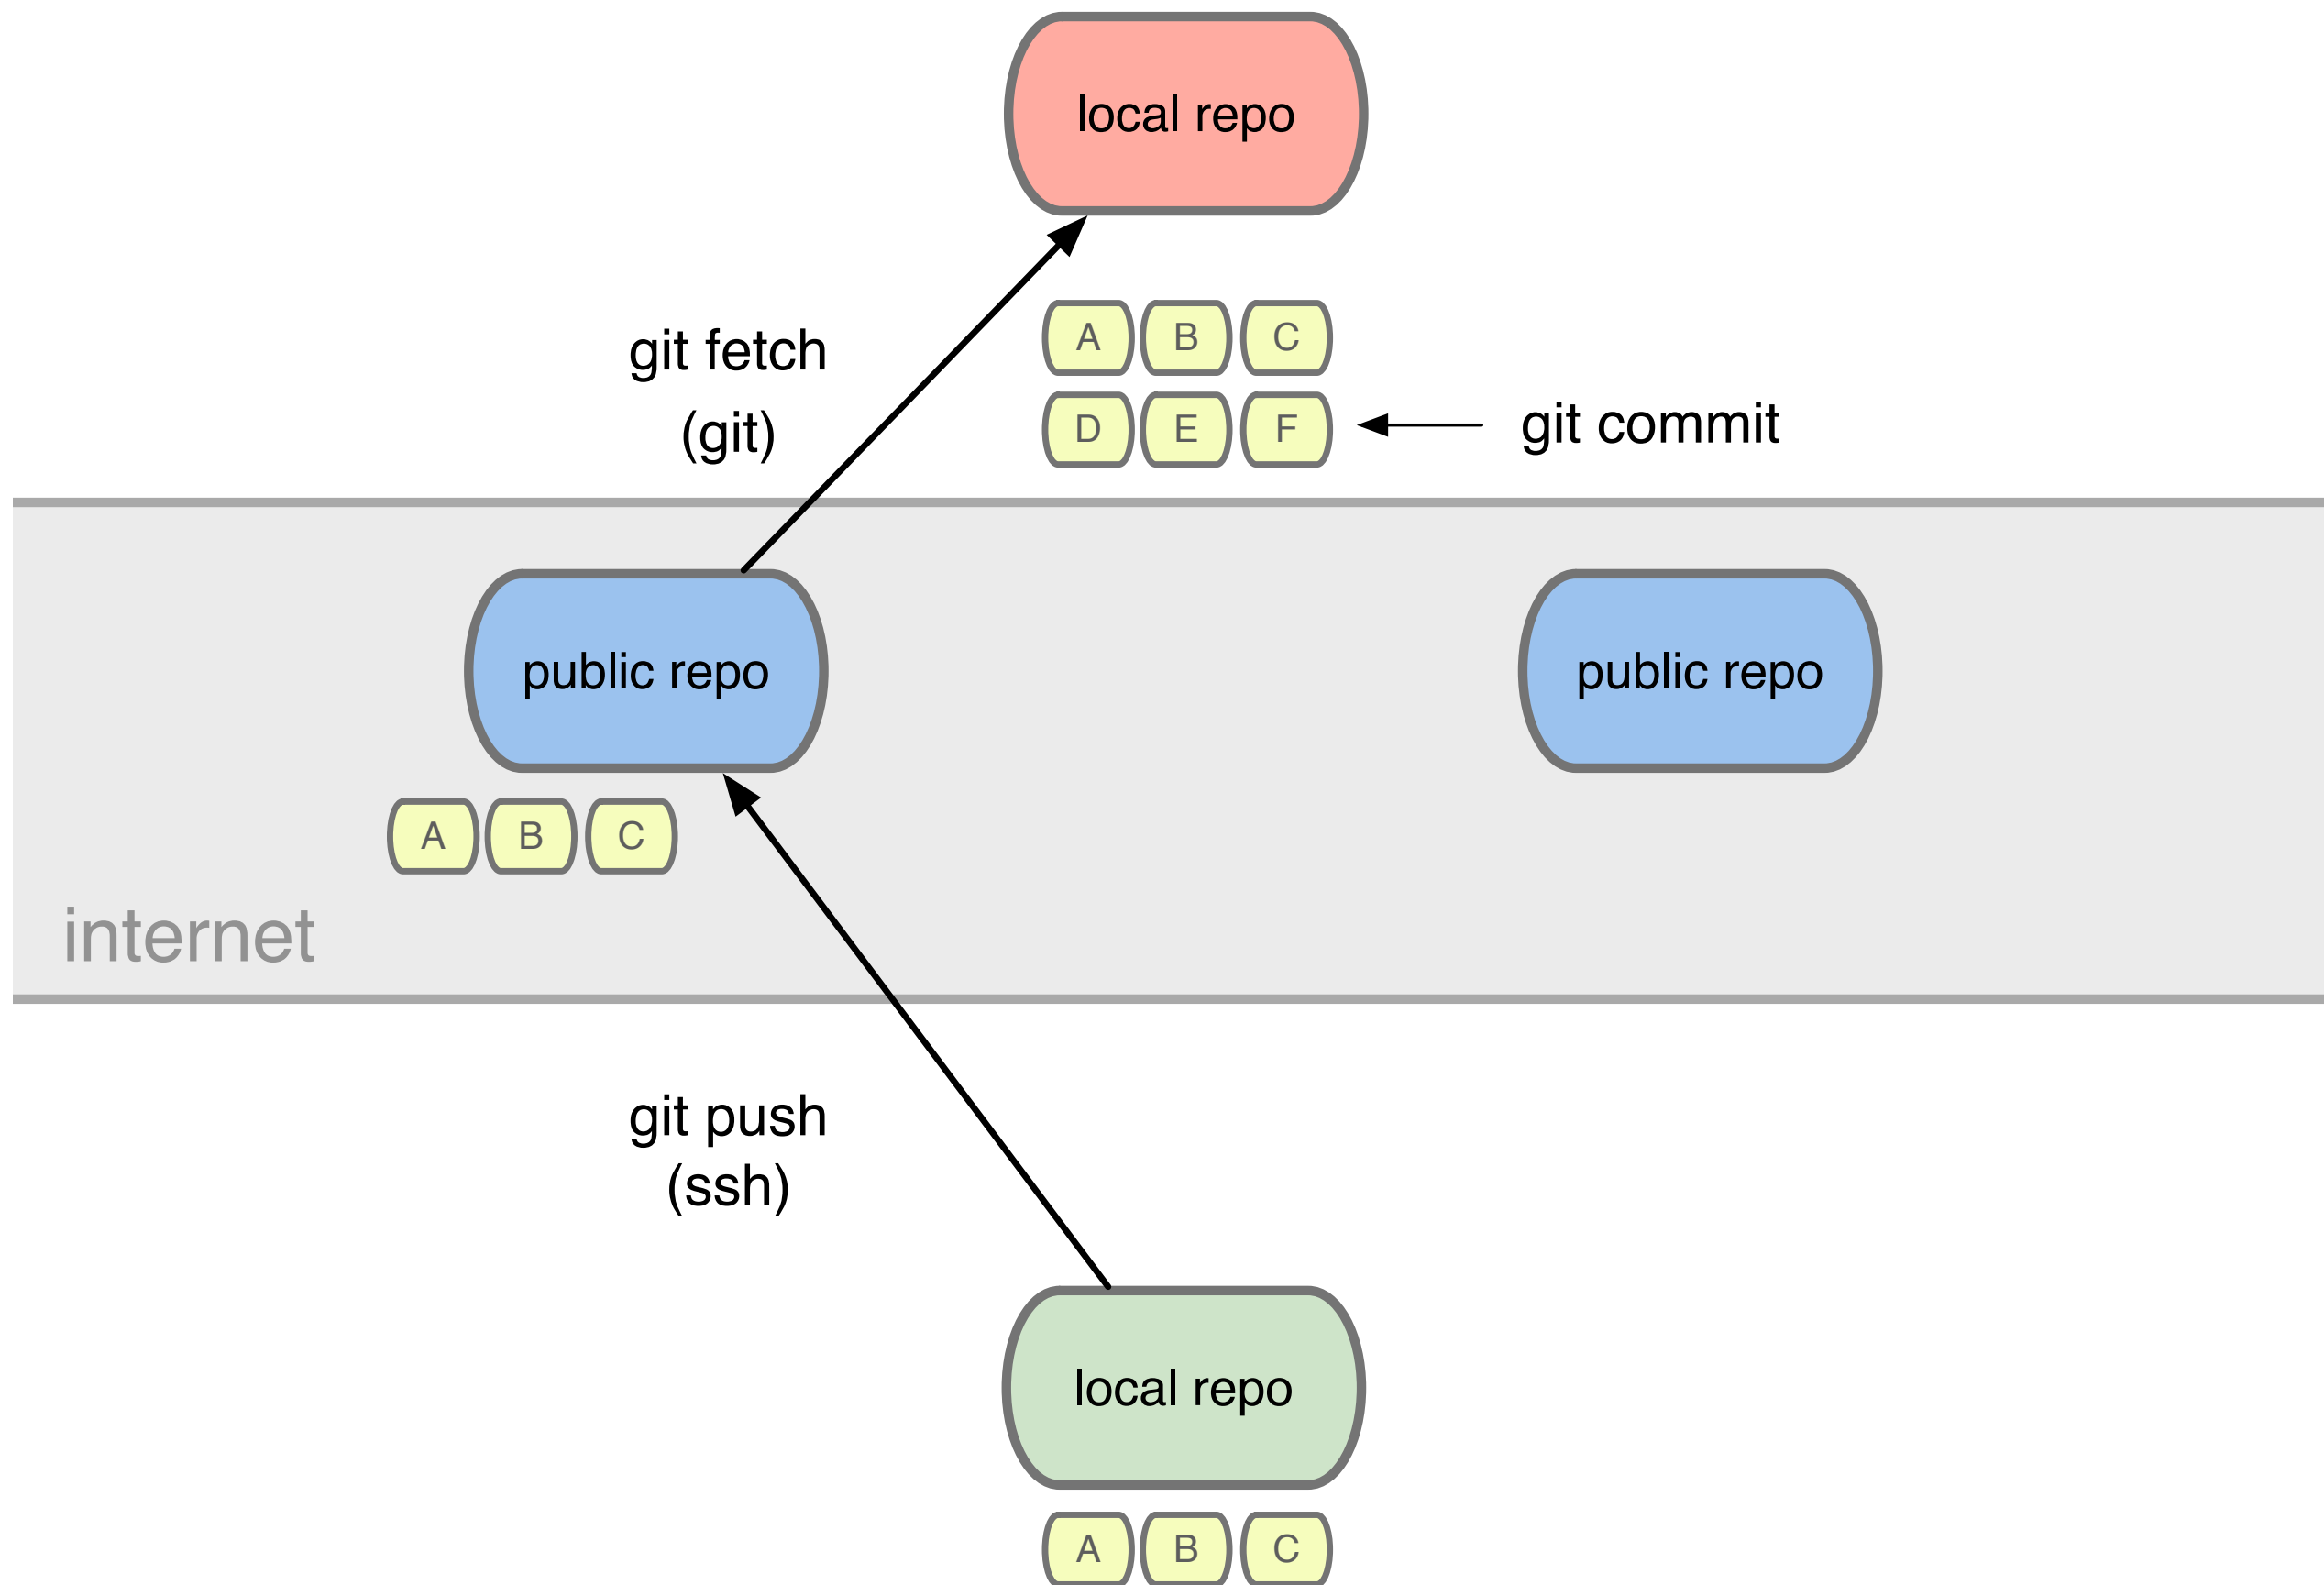 local repo
git fetch
(git)
A B C
D E F
git commit
public repo
public repo
A B C
internet
git push
(ssh)
local repo
A B C